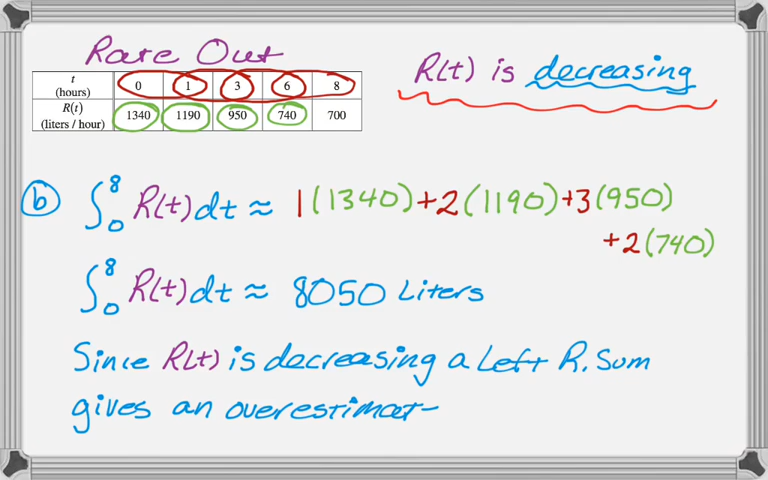 Rate Out
R(t) is decreasing
t (hours) 0 1 3 6 8
R(t) (liters / hour) 1340 1190 950 740 700
b ∫₀⁸ R(t)dt ≈ 1(1340)+2(1190)+3(950)
+2(740)
∫₀⁸ R(t)dt ≈ 8050 Liters
Since R(t) is decreasing a Left R. Sum
gives an overestimat